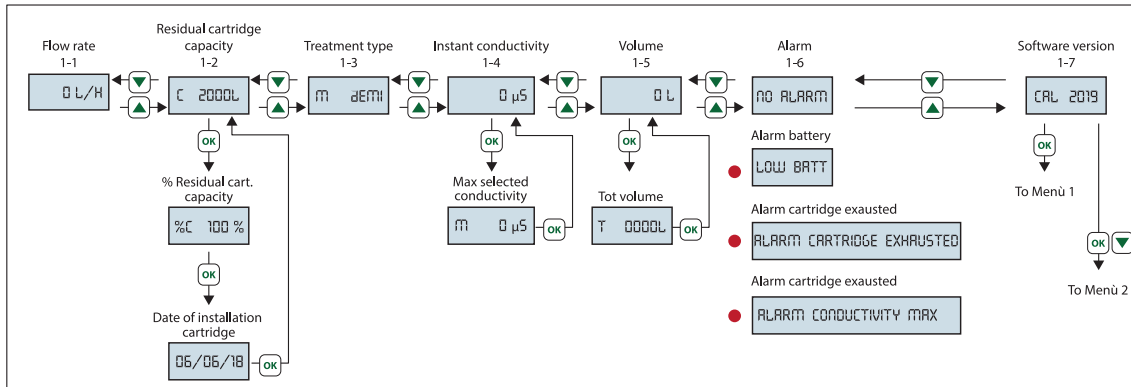 Flow rate
1-1
0 L/H
Residual cartridge
capacity
1-2
C 2000L
Treatment type
1-3
M dEMI
Instant conductivity
1-4
0 µS
Volume
1-5
0 L
Alarm
1-6
NO ALARM
Software version
1-7
CAL 2019
OK
OK
OK
OK
% Residual cart.
capacity
%C 100 %
Max selected
conductivity
M 0 µS
OK
Tot volume
T 0000L
OK
Alarm battery
LOW BATT
To Menù 1
Alarm cartridge exausted
ALARM CARTRIDGE EXHAUSTED
OK
OK
To Menù 2
Date of installation
cartridge
06/06/18
OK
Alarm cartridge exausted
ALARM CONDUCTIVITY MAX